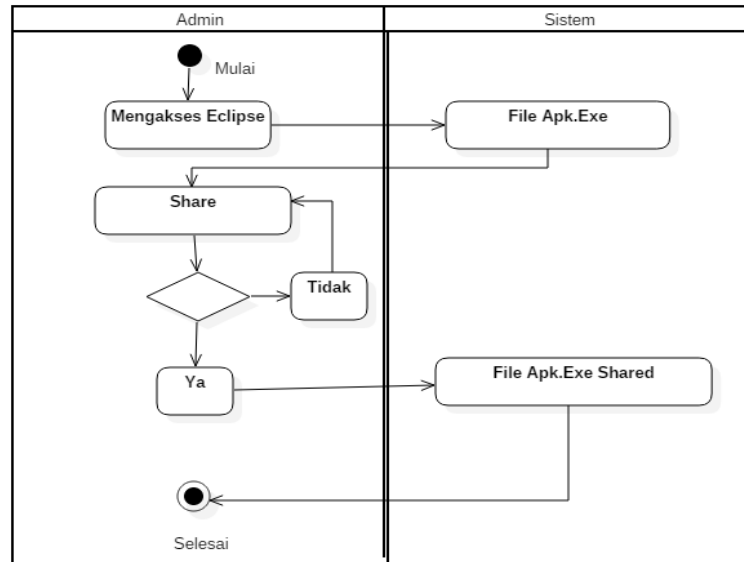 Admin
Sistem
Mulai
Mengakses Eclipse
File Apk.Exe
Share
Tidak
Ya
File Apk.Exe Shared
Selesai